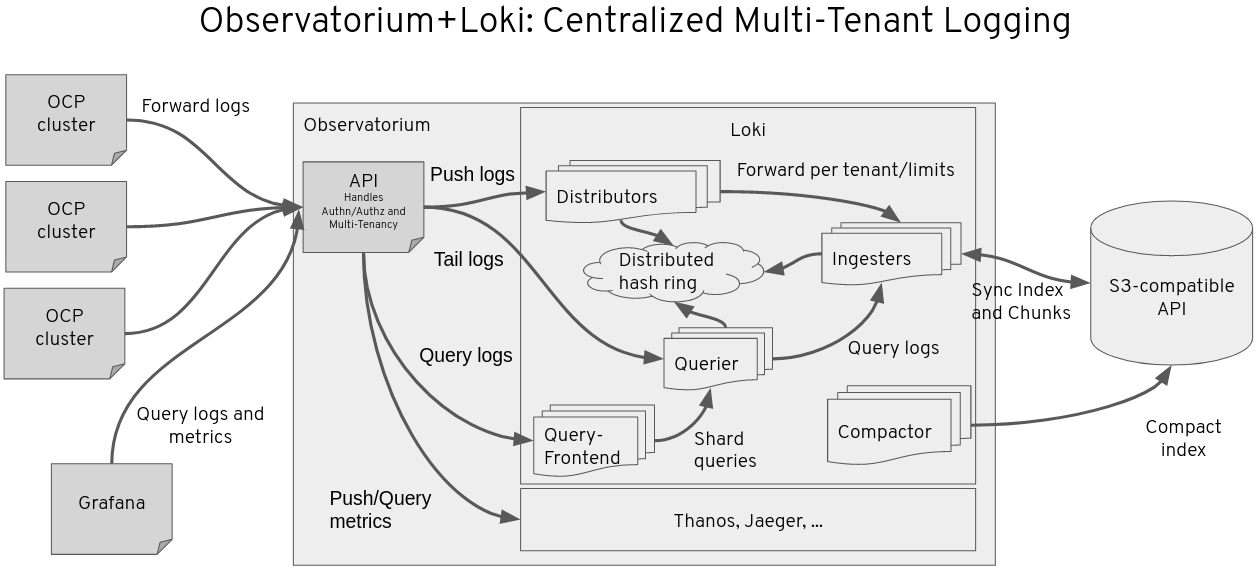 Observatorium+Loki: Centralized Multi-Tenant Logging
OCP
cluster
Forward logs
OCP
cluster
OCP
cluster
Query logs and
metrics
Grafana
Observatorium
API
Handles
Authn/Authz and
Multi-Tenancy
Push logs
Tail logs
Query logs
Push/Query
metrics
Loki
Distributors
Forward per tenant/limits
Distributed
hash ring
Ingesters
Querier
Query logs
Query-
Frontend
Shard
queries
Compactor
Thanos, Jaeger, ...
Sync Index
and Chunks
S3-compatible
API
Compact
index